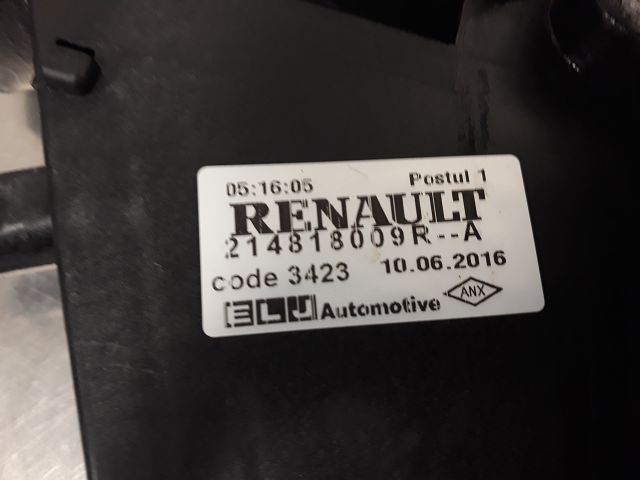 05:16:05 Postul 1
RENAULT
214818009R--A
code 3423 10.06.2016
ELJ Automotive ANX